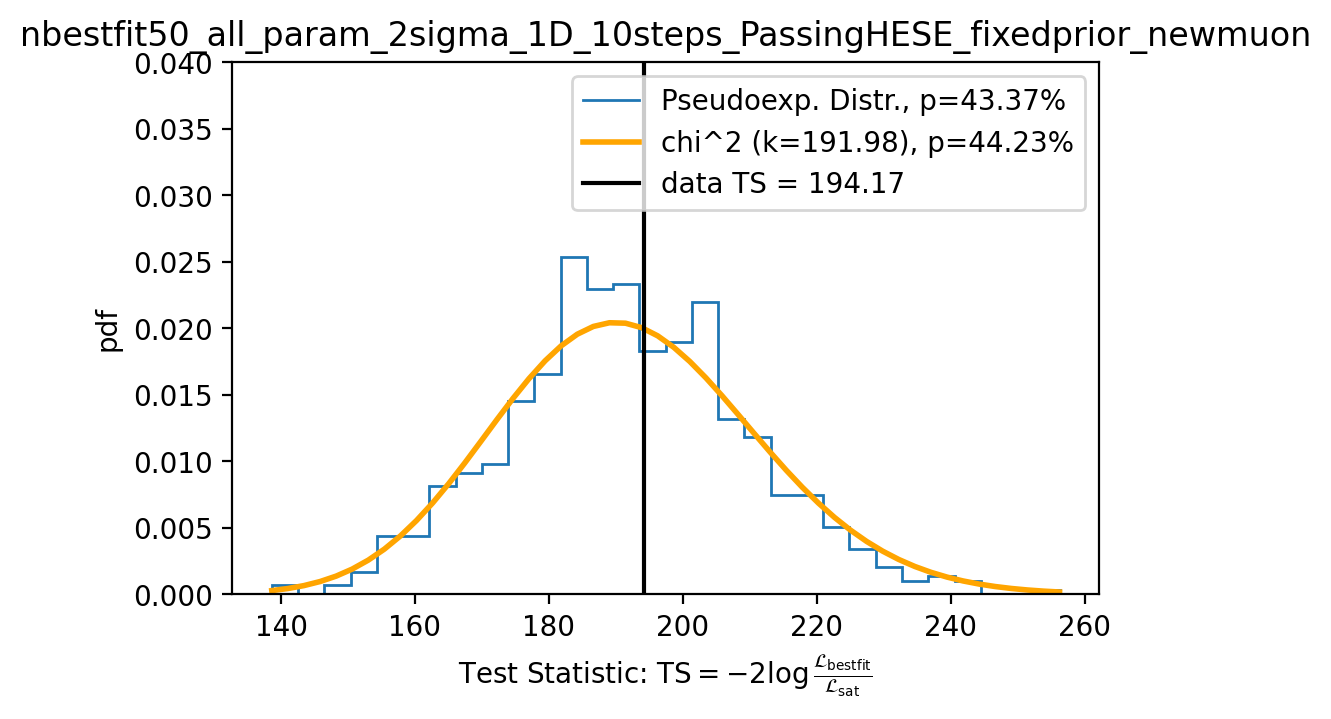 nbestfit50_all_param_2sigma_1D_10steps_PassingHESE_fixedprior_newmuon
0.040
0.035
0.030
0.025
0.020
0.015
0.010
0.005
0.000
pdf
Pseudoexp. Distr., p=43.37%
chi^2 (k=191.98), p=44.23%
data TS = 194.17
140 160 180 200 220 240 260
Test Statistic: TS = −2log ℒbestfit/ℒsat